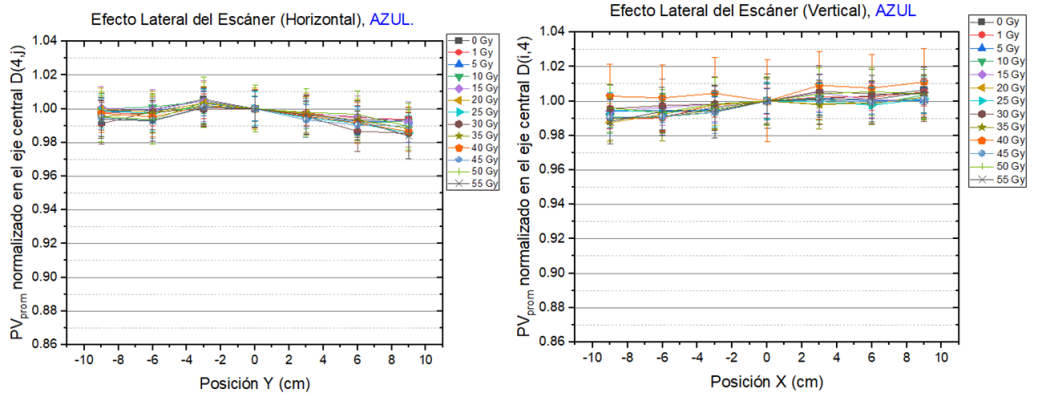 Efecto Lateral del Escáner (Horizontal), AZUL.
PVprom normalizado en el eje central D(4,j)
1.04
1.02
1.00
0.98
0.96
0.94
0.92
0.90
0.88
0.86
-10
-8
-6
-4
-2
0
2
4
6
8
10
Posición Y (cm)
0 Gy
1 Gy
5 Gy
10 Gy
15 Gy
20 Gy
25 Gy
30 Gy
35 Gy
40 Gy
45 Gy
50 Gy
55 Gy
Efecto Lateral del Escáner (Vertical), AZUL
PVprom normalizado en el eje central D(i,4)
1.04
1.02
1.00
0.98
0.96
0.94
0.92
0.90
0.88
0.86
-10
-8
-6
-4
-2
0
2
4
6
8
10
Posición X (cm)
0 Gy
1 Gy
5 Gy
10 Gy
15 Gy
20 Gy
25 Gy
30 Gy
35 Gy
40 Gy
45 Gy
50 Gy
55 Gy